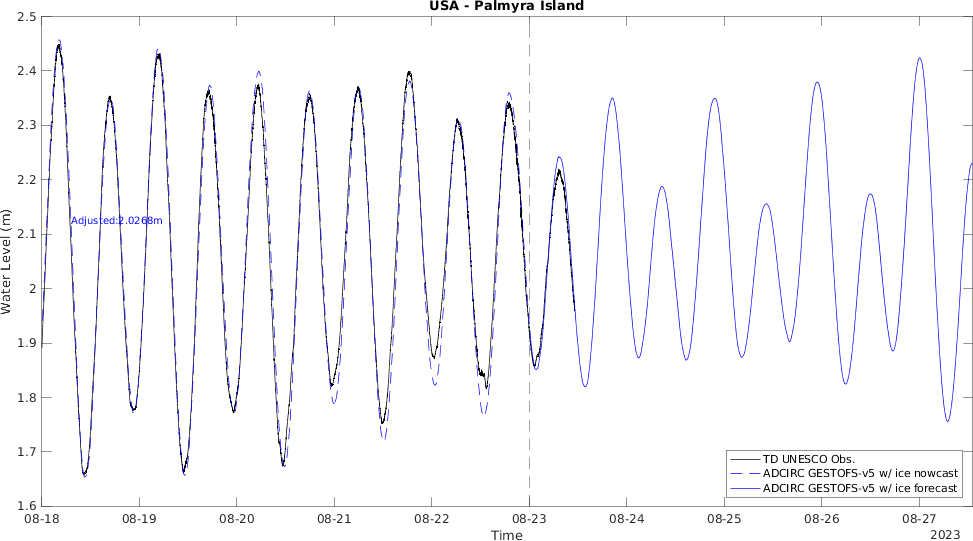 USA - Palmyra Island
2.5
2.4
2.3
2.2
2.1
2
1.9
1.8
1.7
1.6
Water Level (m)
Adjusted:2.0268m
TD UNESCO Obs.
ADCIRC GESTOFS-v5 w/ ice nowcast
ADCIRC GESTOFS-v5 w/ ice forecast
08-18 08-19 08-20 08-21 08-22 08-23 08-24 08-25 08-26 08-27
Time
2023